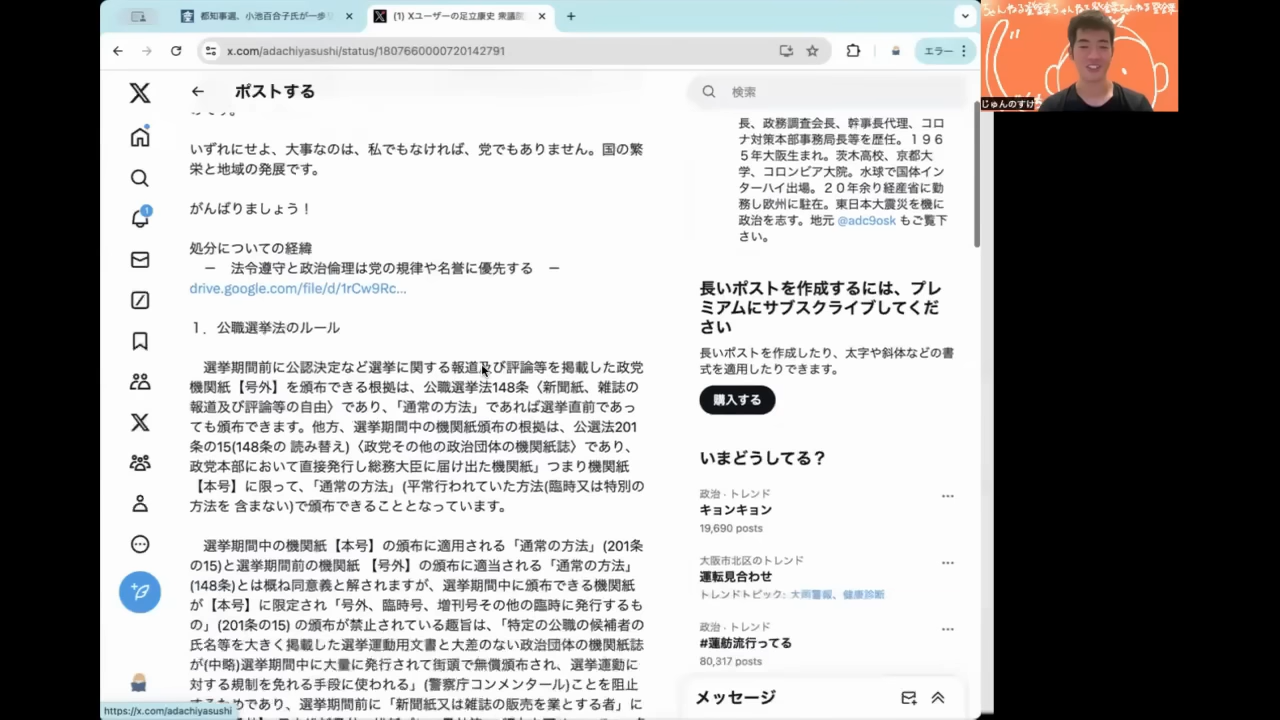 都知事選、小池百合子氏が一歩リ
(1) Xユーザーの足立康史 衆議院
x.com/adachiyasushi/status/1807660000720142791
エラー
じゅんのすけ
ポストする
検索
いずれにせよ、大事なのは、私でもなければ、党でもありません。国の繁
栄と地域の発展です。
がんばりましょう！
処分についての経緯
－　法令遵守と政治倫理は党の規律や名誉に優先する　－
drive.google.com/file/d/1rCw9Rc…
１．公職選挙法のルール
選挙期間前に公認決定など選挙に関する報道及び評論等を掲載した政党
機関紙【号外】を頒布できる根拠は、公職選挙法148条〈新聞紙、雑誌の
報道及び評論等の自由〉であり、「通常の方法」であれば選挙直前であっ
ても頒布できます。他方、選挙期間中の機関紙頒布の根拠は、公選法201
条の15(148条の 読み替え)〈政党その他の政治団体の機関紙誌〉であり、
政党本部において直接発行し総務大臣に届け出た機関紙」つまり機関紙
【本号】に限って、「通常の方法」(平常行われていた方法(臨時又は特別の
方法を 含まない)で頒布できることとなっています。
選挙期間中の機関紙【本号】の頒布に適用される「通常の方法」(201条
の15)と選挙期間前の機関紙 【号外】の頒布に適当される「通常の方法」
(148条)とは概ね同意義と解されますが、選挙期間中に頒布できる機関紙
が【本号】に限定され「号外、臨時号、増刊号その他の臨時に発行するも
の」(201条の15) の頒布が禁止されている趣旨は、「特定の公職の候補者の
氏名等を大きく掲載した選挙運動用文書と大差のない政治団体の機関紙誌
が(中略)選挙期間中に大量に発行されて街頭で無償頒布され、選挙運動に
対する規制を免れる手段に使われる」(警察庁コンメンタール)ことを阻止
するためであり、選挙期間前に「新聞紙又は雑誌の販売を業とする者」に
長、政務調査会長、幹事長代理、コロ
ナ対策本部事務局長等を歴任。１９６
５年大阪生まれ。茨木高校、京都大
学、コロンビア大院。水球で国体イン
ターハイ出場。２０年余り経産省に勤
務し欧州に駐在。東日本大震災を機に
政治を志す。地元 @adc9osk もご覧下
さい。
長いポストを作成するには、プレ
ミアムにサブスクライブしてくだ
さい
長いポストを作成したり、太字や斜体などの書
式を適用したりできます。
購入する
いまどうしてる？
政治・トレンド
キョンキョン
19,690 posts
大阪市北区のトレンド
運転見合わせ
トレンドトピック: 大雨警報、健康診断
政治・トレンド
#蓮舫流行ってる
80,317 posts
メッセージ
https://x.com/adachiyasushi